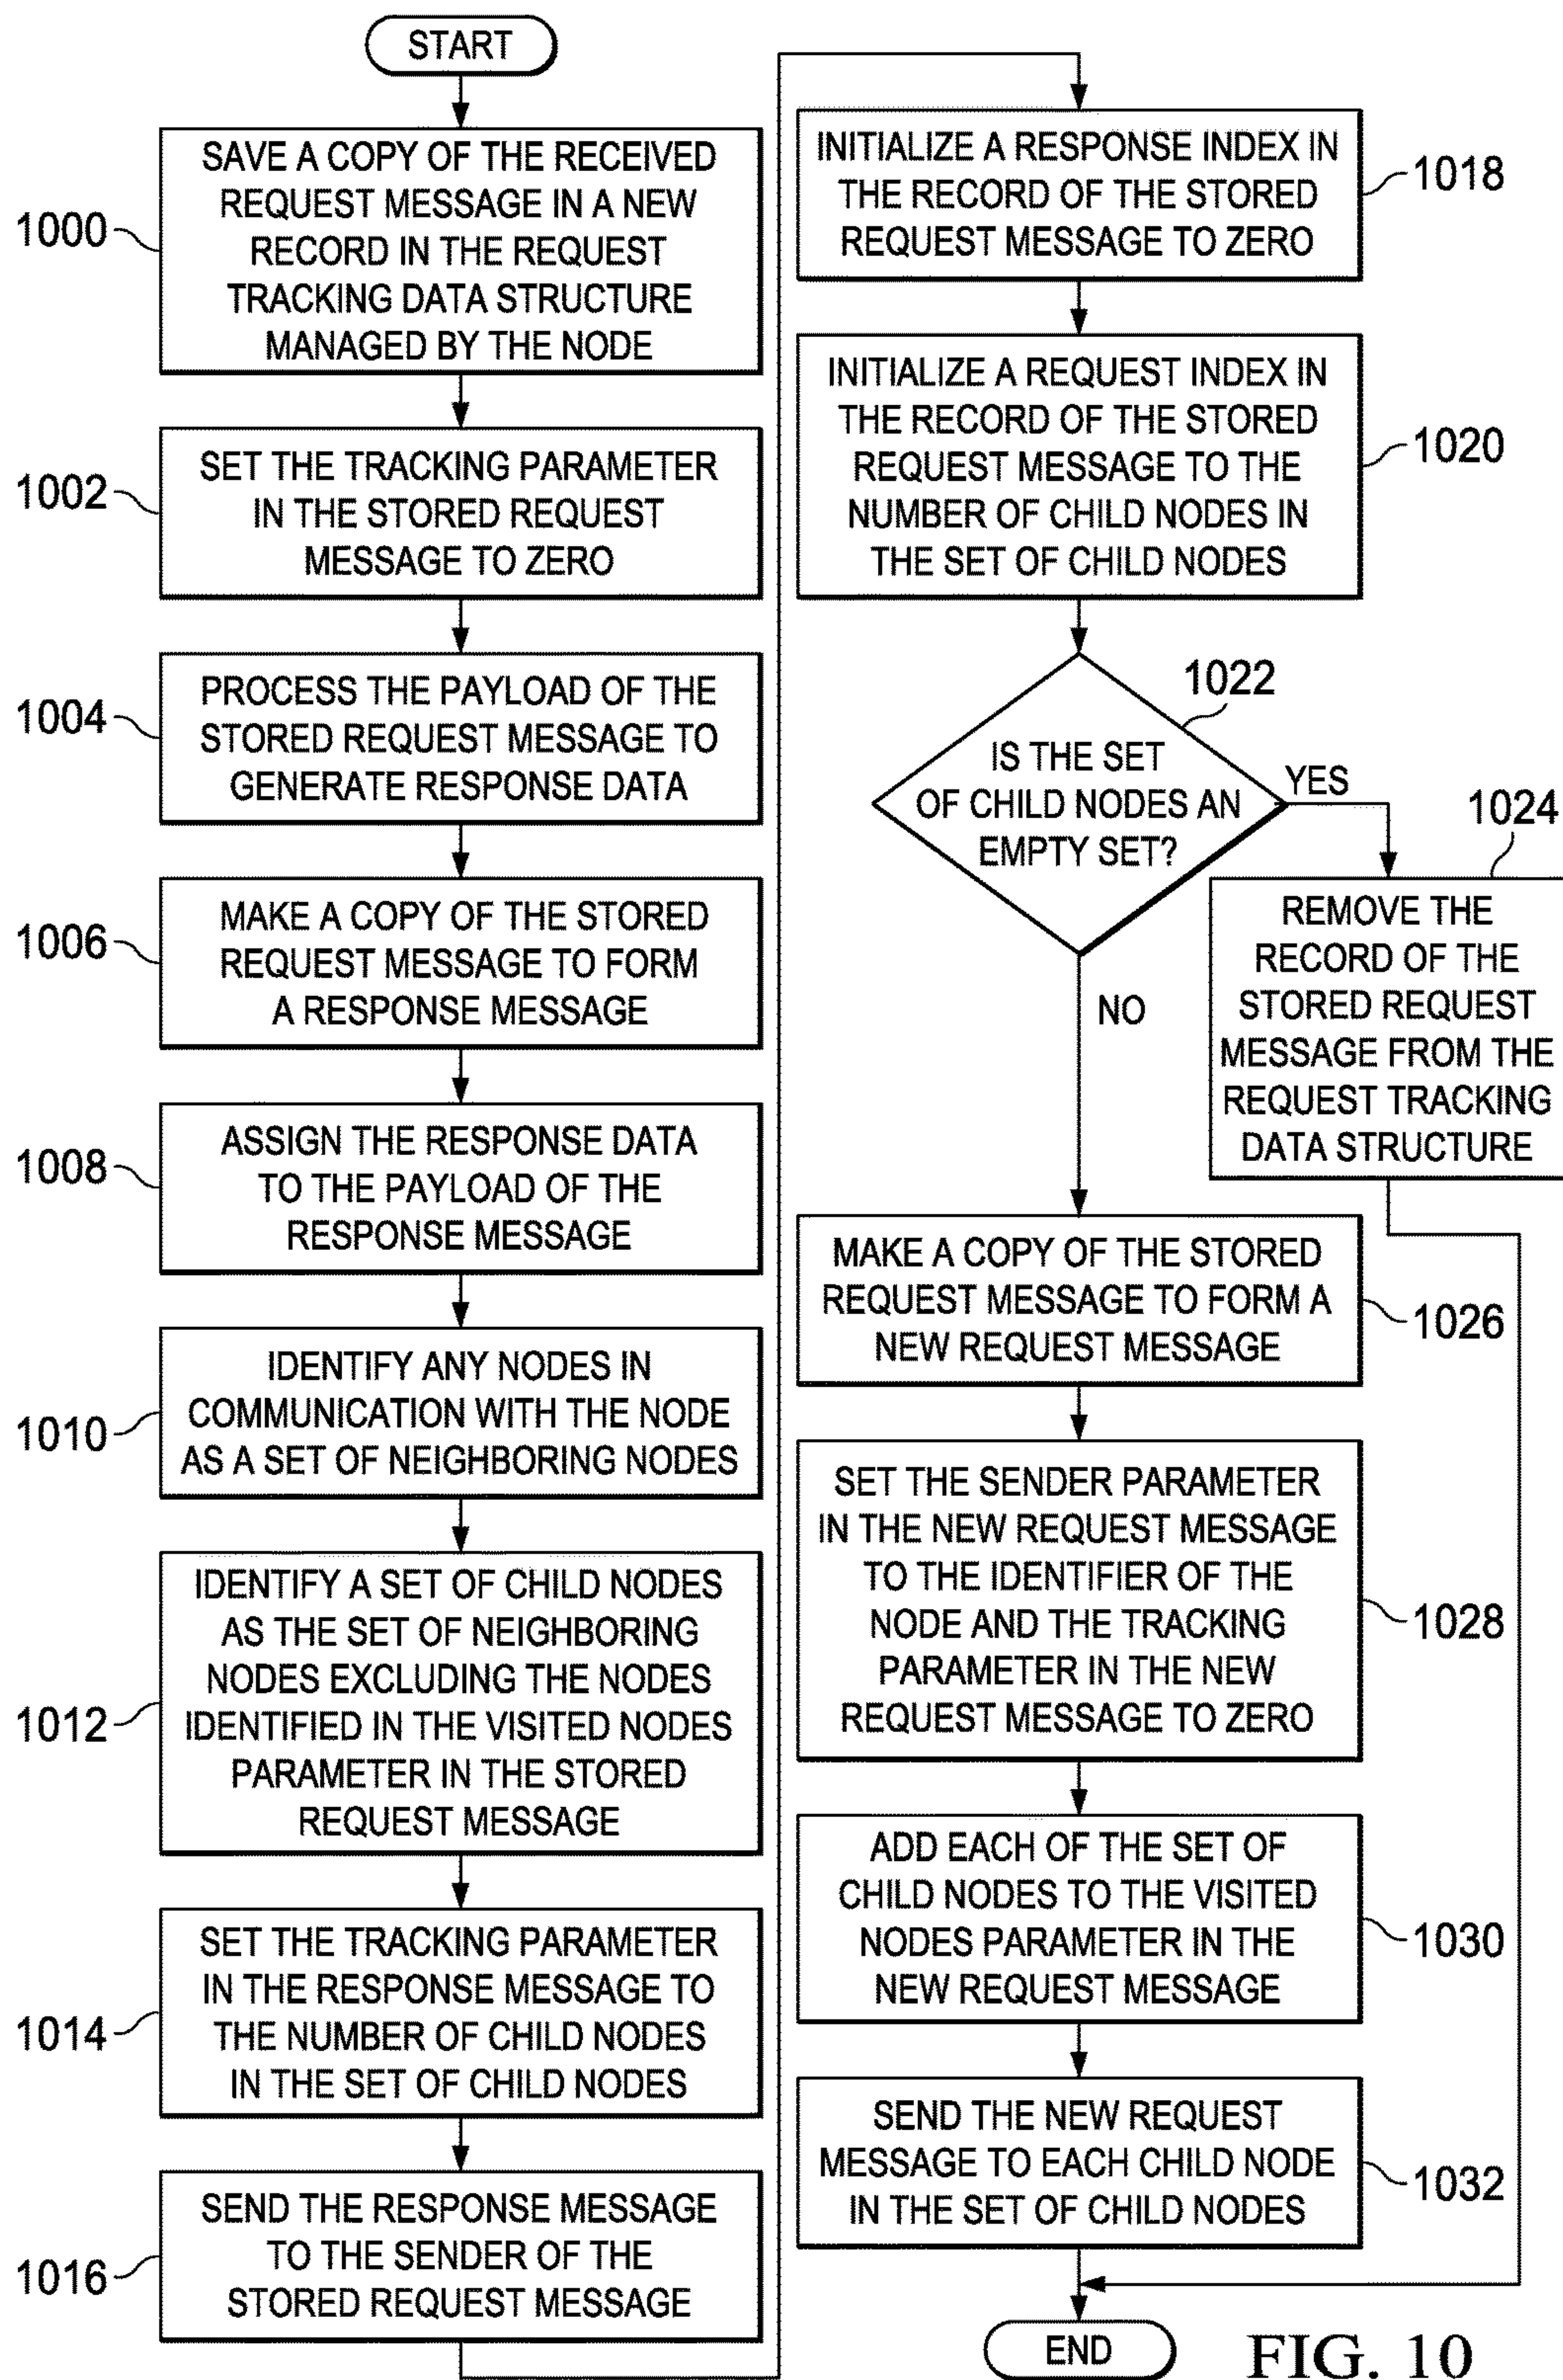 START
SAVE A COPY OF THE RECEIVED
REQUEST MESSAGE IN A NEW
RECORD IN THE REQUEST
TRACKING DATA STRUCTURE
MANAGED BY THE NODE
1000
SET THE TRACKING PARAMETER
IN THE STORED REQUEST
MESSAGE TO ZERO
1002
PROCESS THE PAYLOAD OF THE
STORED REQUEST MESSAGE TO
GENERATE RESPONSE DATA
1004
MAKE A COPY OF THE STORED
REQUEST MESSAGE TO FORM
A RESPONSE MESSAGE
1006
ASSIGN THE RESPONSE DATA
TO THE PAYLOAD OF THE
RESPONSE MESSAGE
1008
IDENTIFY ANY NODES IN
COMMUNICATION WITH THE NODE
AS A SET OF NEIGHBORING NODES
1010
IDENTIFY A SET OF CHILD NODES
AS THE SET OF NEIGHBORING
NODES EXCLUDING THE NODES
IDENTIFIED IN THE VISITED NODES
PARAMETER IN THE STORED
REQUEST MESSAGE
1012
SET THE TRACKING PARAMETER
IN THE RESPONSE MESSAGE TO
THE NUMBER OF CHILD NODES
IN THE SET OF CHILD NODES
1014
SEND THE RESPONSE MESSAGE
TO THE SENDER OF THE
STORED REQUEST MESSAGE
1016
INITIALIZE A RESPONSE INDEX IN
THE RECORD OF THE STORED
REQUEST MESSAGE TO ZERO
1018
INITIALIZE A REQUEST INDEX IN
THE RECORD OF THE STORED
REQUEST MESSAGE TO THE
NUMBER OF CHILD NODES IN
THE SET OF CHILD NODES
1020
1022
IS THE SET
OF CHILD NODES AN
EMPTY SET?
YES
NO
1024
REMOVE THE
RECORD OF THE
STORED REQUEST
MESSAGE FROM THE
REQUEST TRACKING
DATA STRUCTURE
MAKE A COPY OF THE STORED
REQUEST MESSAGE TO FORM A
NEW REQUEST MESSAGE
1026
SET THE SENDER PARAMETER
IN THE NEW REQUEST MESSAGE
TO THE IDENTIFIER OF THE
NODE AND THE TRACKING
PARAMETER IN THE NEW
REQUEST MESSAGE TO ZERO
1028
ADD EACH OF THE SET OF
CHILD NODES TO THE VISITED
NODES PARAMETER IN THE
NEW REQUEST MESSAGE
1030
SEND THE NEW REQUEST
MESSAGE TO EACH CHILD NODE
IN THE SET OF CHILD NODES
1032
END
FIG. 10